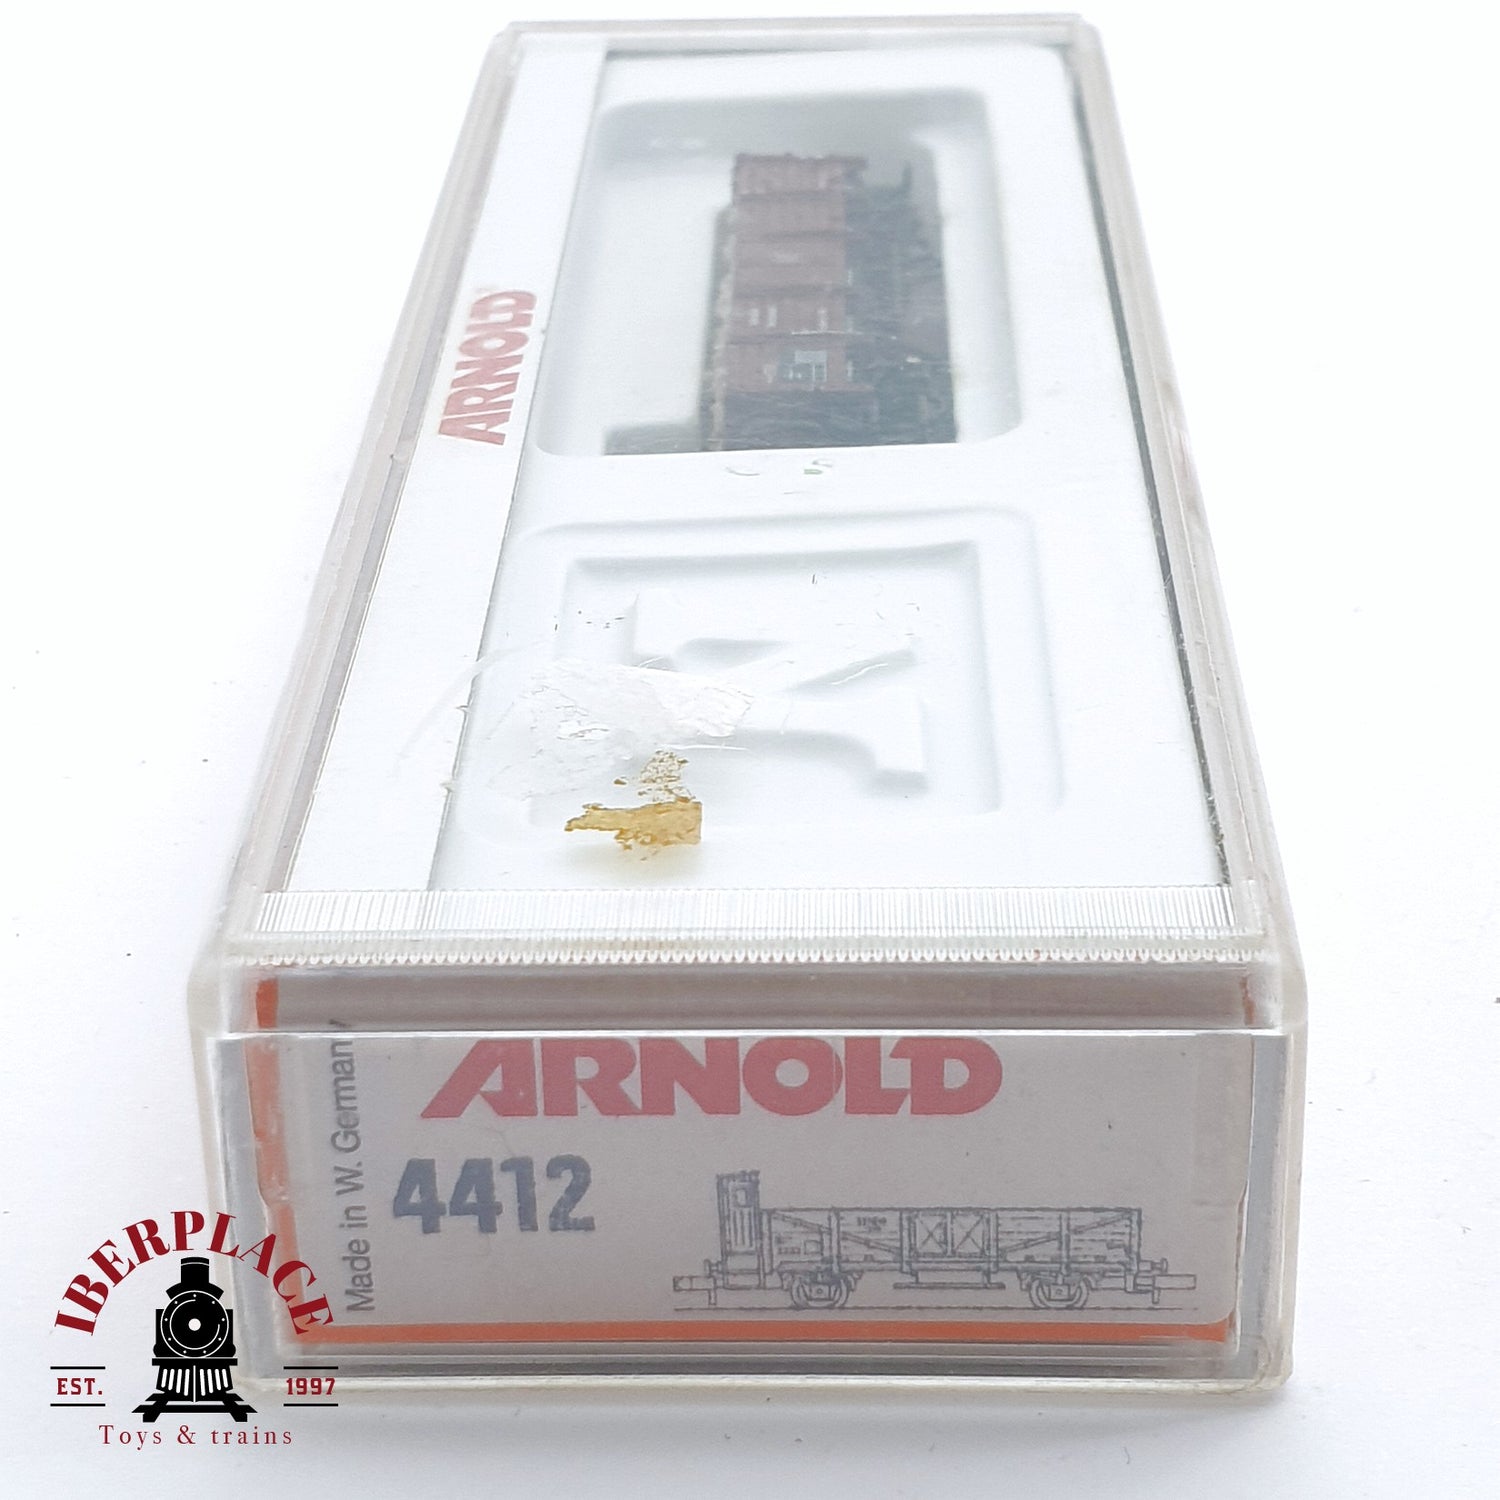 ARNOLD
N
ARNOLD
Made in W. Germany
4412
IBERPLACE
EST. 1997
Toys & trains